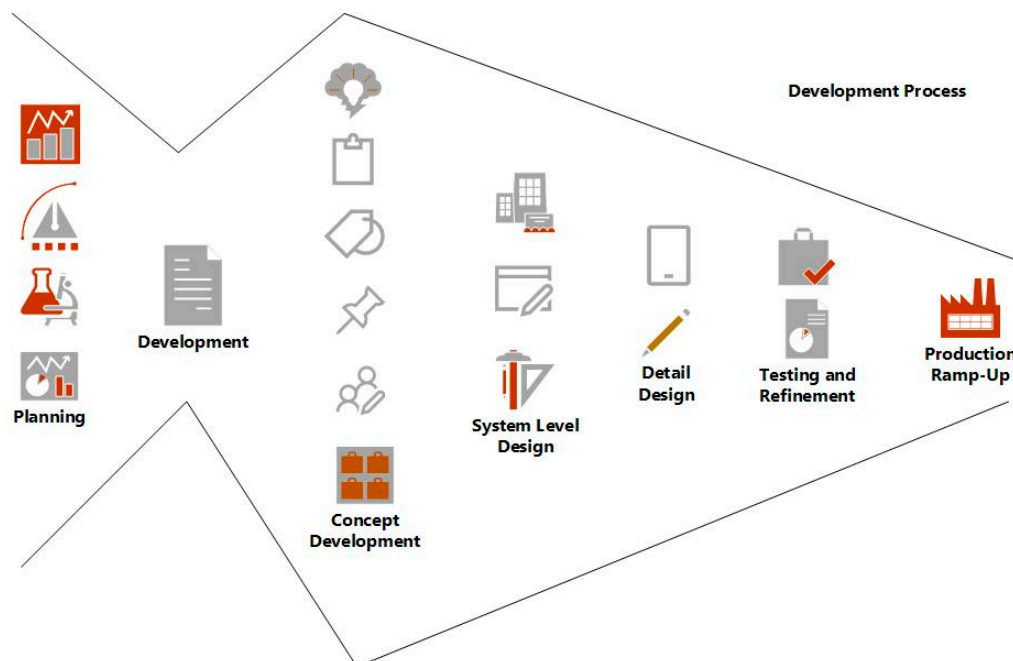 Development Process
Planning
Development
Concept
Development
System Level
Design
Detail
Design
Testing and
Refinement
Production
Ramp-Up